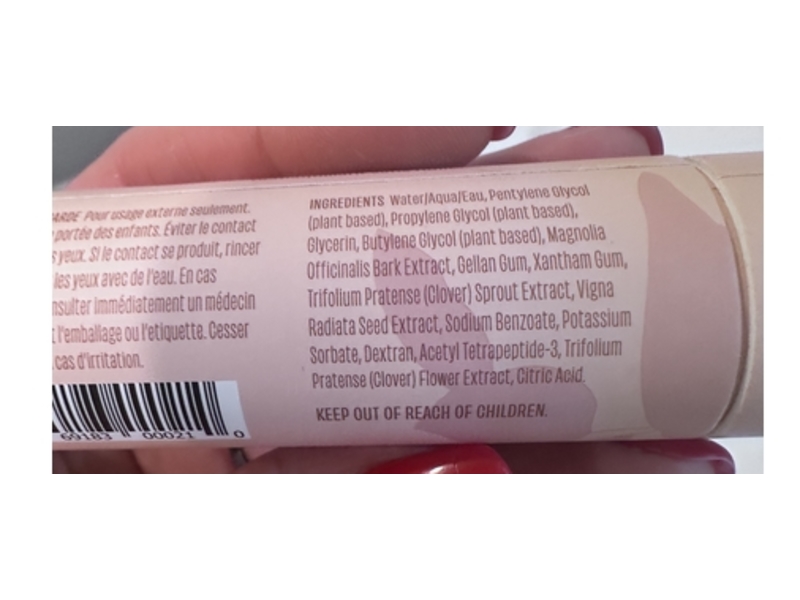 GARDE Pour usage externe seulement.
portée des enfants. Éviter le contact
yeux. Si le contact se produit, rincer
les yeux avec de l'eau. En cas
nsulter immédiatement un médecin
l'emballage ou l'etiquette. Cesser
cas d'irritation.
69183 00021 0
INGREDIENTS Water/Aqua/Eau, Pentylene Glycol
(plant based), Propylene Glycol (plant based),
Glycerin, Butylene Glycol (plant based), Magnolia
Officinalis Bark Extract, Gellan Gum, Xantham Gum,
Trifolium Pratense (Clover) Sprout Extract, Vigna
Radiata Seed Extract, Sodium Benzoate, Potassium
Sorbate, Dextran, Acetyl Tetrapeptide-3, Trifolium
Pratense (Clover) Flower Extract, Citric Acid.
KEEP OUT OF REACH OF CHILDREN.